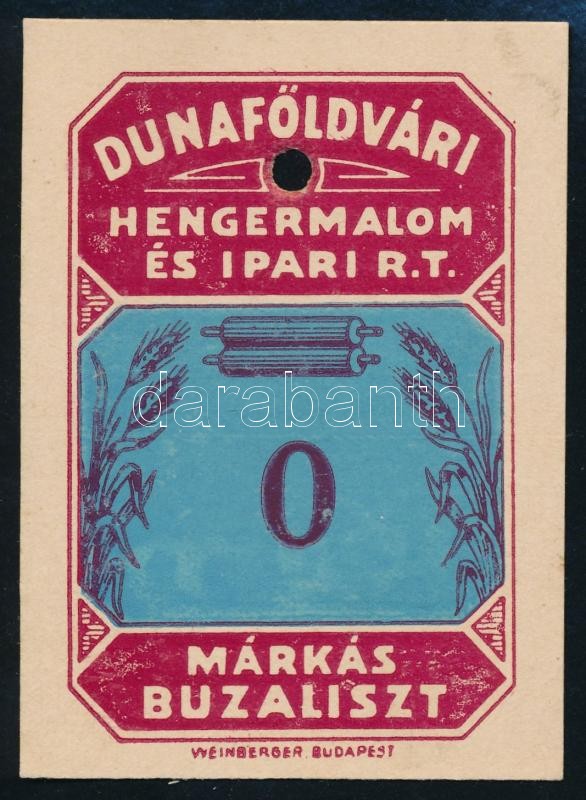 DUNAFÖLDVÁRI
HENGERMALOM
ÉS IPARI R.T.
darabanth
0
MÁRKÁS
BUZALISZT
WEINBERGER. BUDAPEST